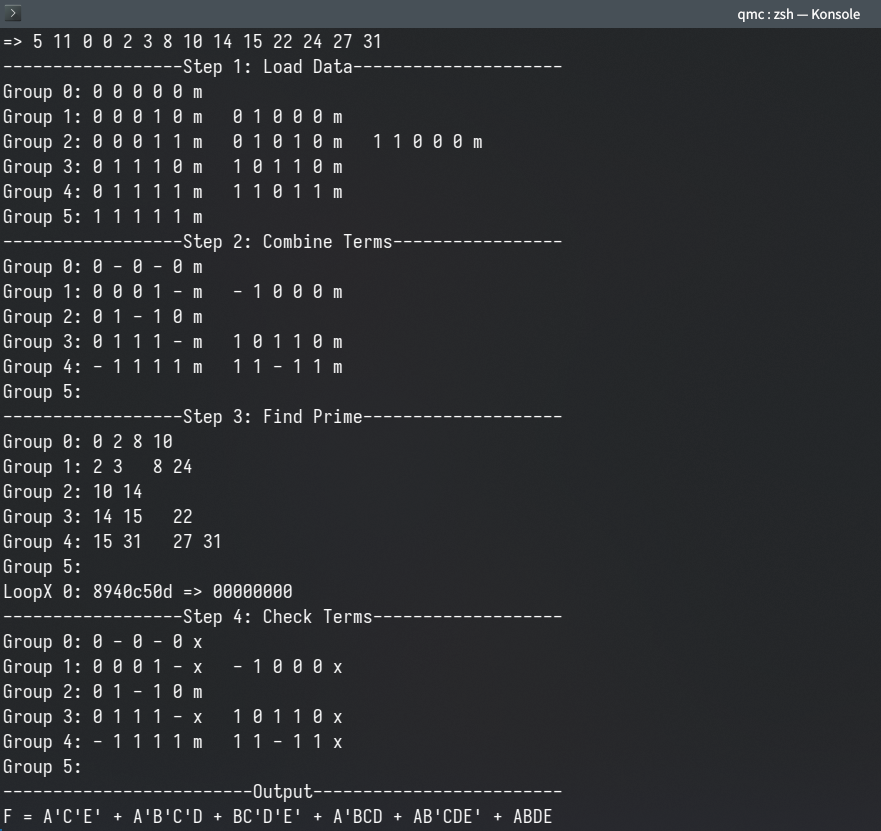 qmc : zsh — Konsole
=> 5 11 0 0 2 3 8 10 14 15 22 24 27 31
------------------Step 1: Load Data---------------------
Group 0: 0 0 0 0 0 m
Group 1: 0 0 0 1 0 m   0 1 0 0 0 m
Group 2: 0 0 0 1 1 m   0 1 0 1 0 m   1 1 0 0 0 m
Group 3: 0 1 1 1 0 m   1 0 1 1 0 m
Group 4: 0 1 1 1 1 m   1 1 0 1 1 m
Group 5: 1 1 1 1 1 m
------------------Step 2: Combine Terms-----------------
Group 0: 0 - 0 - 0 m
Group 1: 0 0 0 1 - m   - 1 0 0 0 m
Group 2: 0 1 - 1 0 m
Group 3: 0 1 1 1 - m   1 0 1 1 0 m
Group 4: - 1 1 1 1 m   1 1 - 1 1 m
Group 5:
------------------Step 3: Find Prime--------------------
Group 0: 0 2 8 10
Group 1: 2 3   8 24
Group 2: 10 14
Group 3: 14 15   22
Group 4: 15 31   27 31
Group 5:
LoopX 0: 8940c50d => 00000000
------------------Step 4: Check Terms-------------------
Group 0: 0 - 0 - 0 x
Group 1: 0 0 0 1 - x   - 1 0 0 0 x
Group 2: 0 1 - 1 0 m
Group 3: 0 1 1 1 - x   1 0 1 1 0 x
Group 4: - 1 1 1 1 m   1 1 - 1 1 x
Group 5:
-------------------------Output-------------------------
F = A'C'E' + A'B'C'D + BC'D'E' + A'BCD + AB'CDE' + ABDE